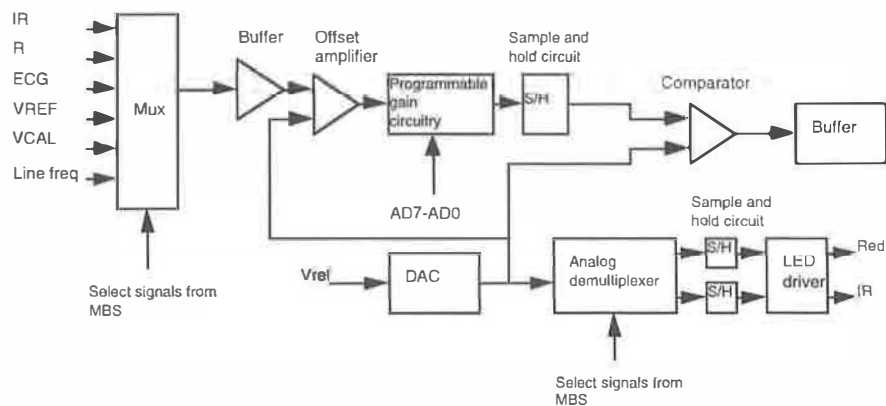 IR
R
ECG
VREF
VCAL
Line freq
Mux
Select signals from
MBS
Buffer
Offset
amplifier
Programmable
gain
circuitry
AD7-AD0
Sample and
hold circuit
S/H
Comparator
Buffer
Vref
DAC
Analog
demultiplexer
Select signals from
MBS
Sample and
hold circuit
S/H
S/H
LED
driver
Red
IR